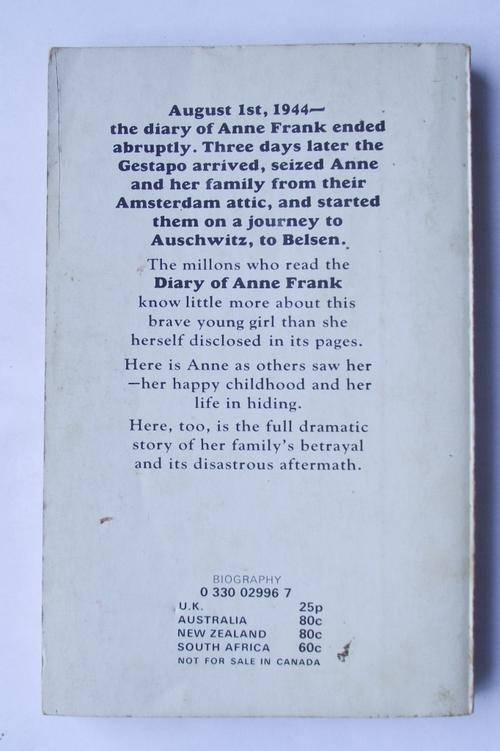 August 1st, 1944—
the diary of Anne Frank ended
abruptly. Three days later the
Gestapo arrived, seized Anne
and her family from their
Amsterdam attic, and started
them on a journey to
Auschwitz, to Belsen.
The millons who read the
Diary of Anne Frank
know little more about this
brave young girl than she
herself disclosed in its pages.
Here is Anne as others saw her
—her happy childhood and her
life in hiding.
Here, too, is the full dramatic
story of her family's betrayal
and its disastrous aftermath.
BIOGRAPHY
0 330 02996 7
U.K. 25p
AUSTRALIA 80c
NEW ZEALAND 80c
SOUTH AFRICA 60c
NOT FOR SALE IN CANADA